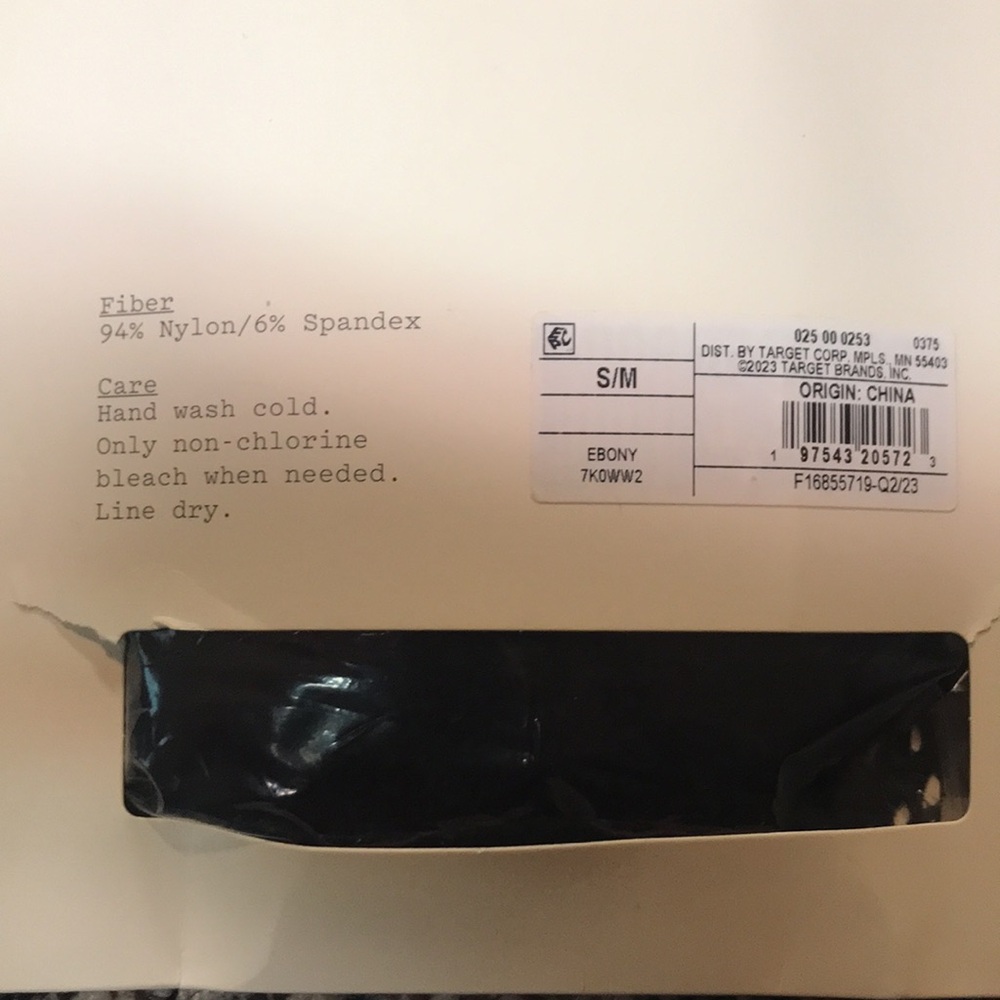 Fiber
94% Nylon/6% Spandex
Care
Hand wash cold.
Only non-chlorine
bleach when needed.
Line dry.
S/M
EBONY
7K0WW2
025 00 0253 0375
DIST. BY TARGET CORP. MPLS., MN 55403
©2023 TARGET BRANDS, INC.
ORIGIN: CHINA
1 97543 20572 3
F16855719-Q2/23